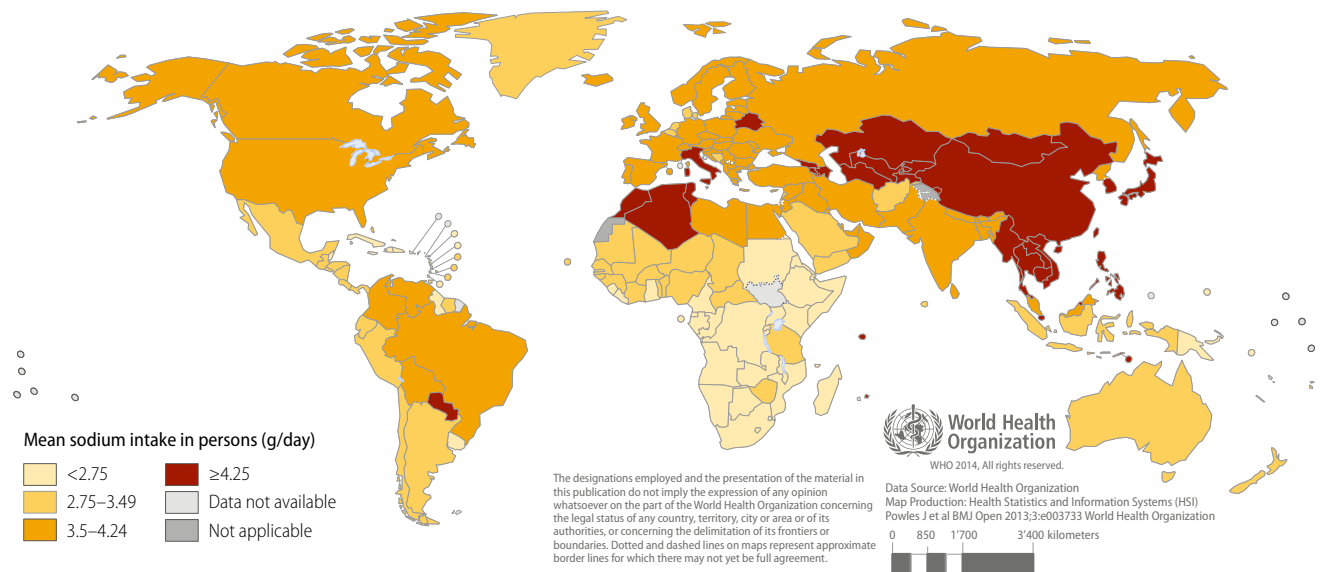 Mean sodium intake in persons (g/day)
<2.75
2.75–3.49
3.5–4.24
≥4.25
Data not available
Not applicable
The designations employed and the presentation of the material in
this publication do not imply the expression of any opinion
whatsoever on the part of the World Health Organization concerning
the legal status of any country, territory, city or area or of its
authorities, or concerning the delimitation of its frontiers or
boundaries. Dotted and dashed lines on maps represent approximate
border lines for which there may not yet be full agreement.
World Health
Organization
WHO 2014, All rights reserved.
Data Source: World Health Organization
Map Production: Health Statistics and Information Systems (HSI)
Powles J et al BMJ Open 2013;3:e003733 World Health Organization
0 850 1'700 3'400 kilometers